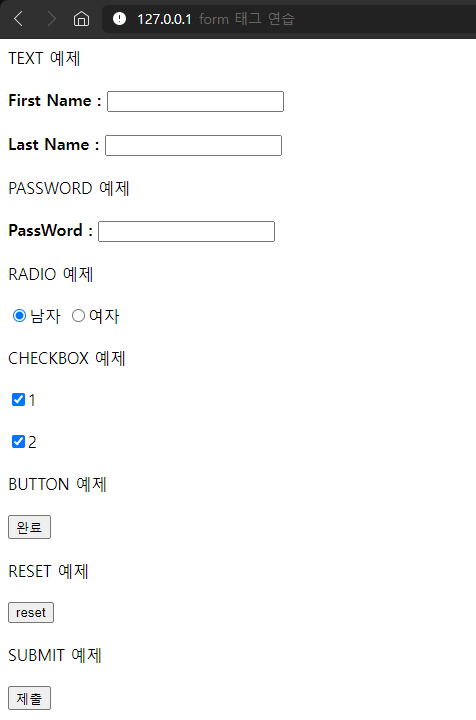 127.0.0.1 form 태그 연습
TEXT 예제
First Name :
Last Name :
PASSWORD 예제
PassWord :
RADIO 예제
남자 여자
CHECKBOX 예제
1
2
BUTTON 예제
완료
RESET 예제
reset
SUBMIT 예제
제출